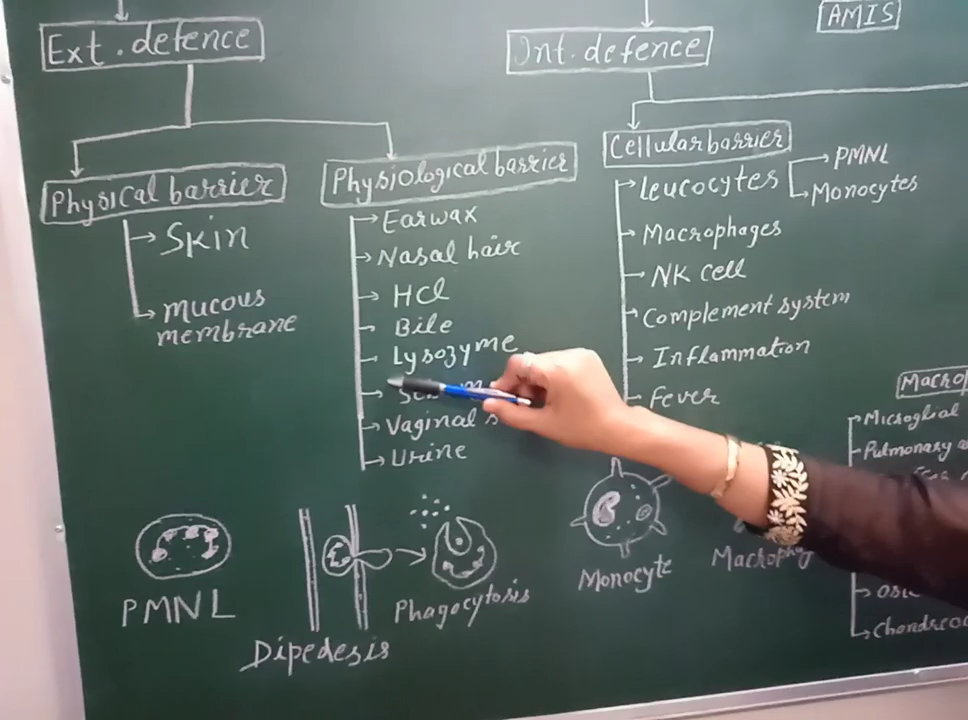 Ext. defence
Int. defence
AMIS
Physical barrier
Skin
mucous
membrane
Physiological barrier
Earwax
Nasal hair
HCl
Bile
Lysozyme
Vaginal
Urine
Cellular barrier
Leucocytes
PMNL
Monocytes
Macrophages
NK cell
Complement system
Inflammation
Fever
Microglial
Pulmonary
PMNL
Dipedesis
Phagocytosis
Monocyte